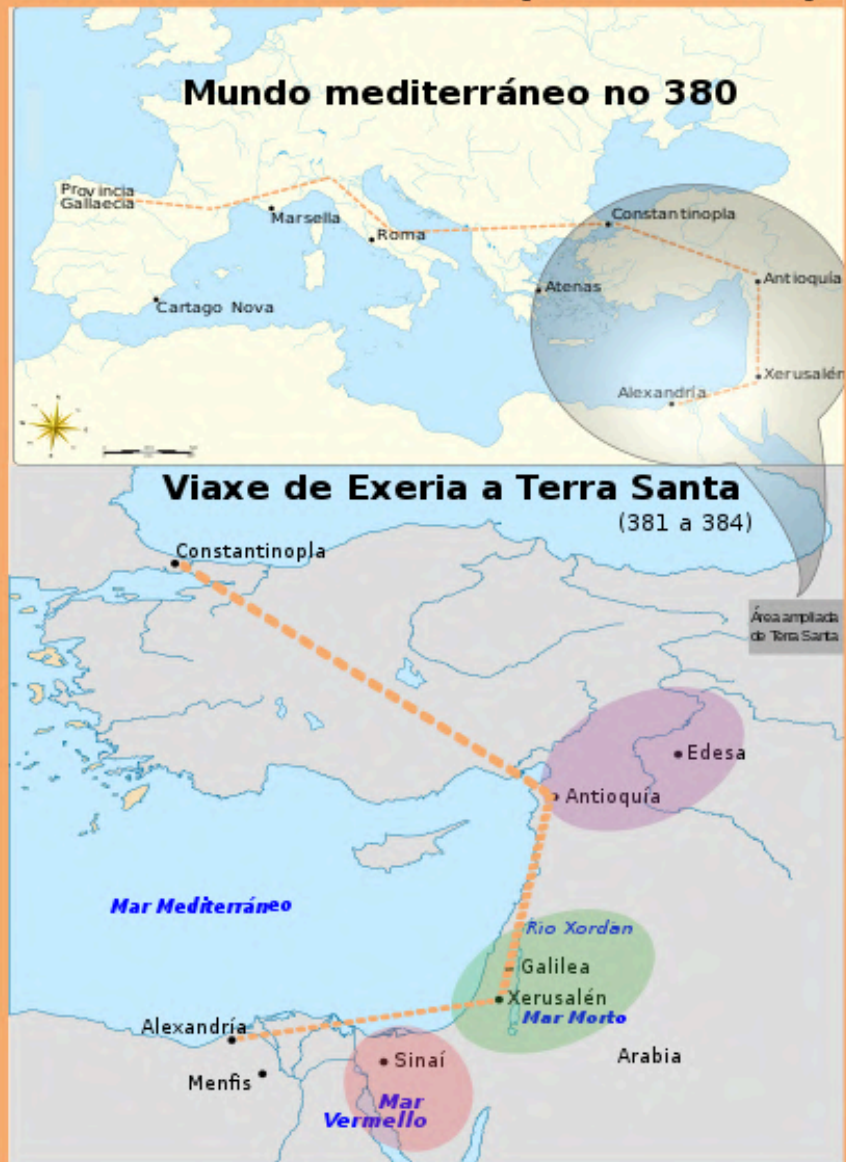 Mundo mediterráneo no 380
Provincia
Gallaecia
Marsella
Roma
Constantinopla
Atenas
Antioquía
Cartago Nova
Alexandría
Xerusalén
Viaxe de Exeria a Terra Santa
(381 a 384)
Constantinopla
Área ampliada
de Terra Santa
Edesa
Antioquía
Mar Mediterráneo
Rio Xordán
Galilea
Xerusalén
Mar Morto
Alexandría
Arabia
Sinaí
Menfis
Mar
Vermello